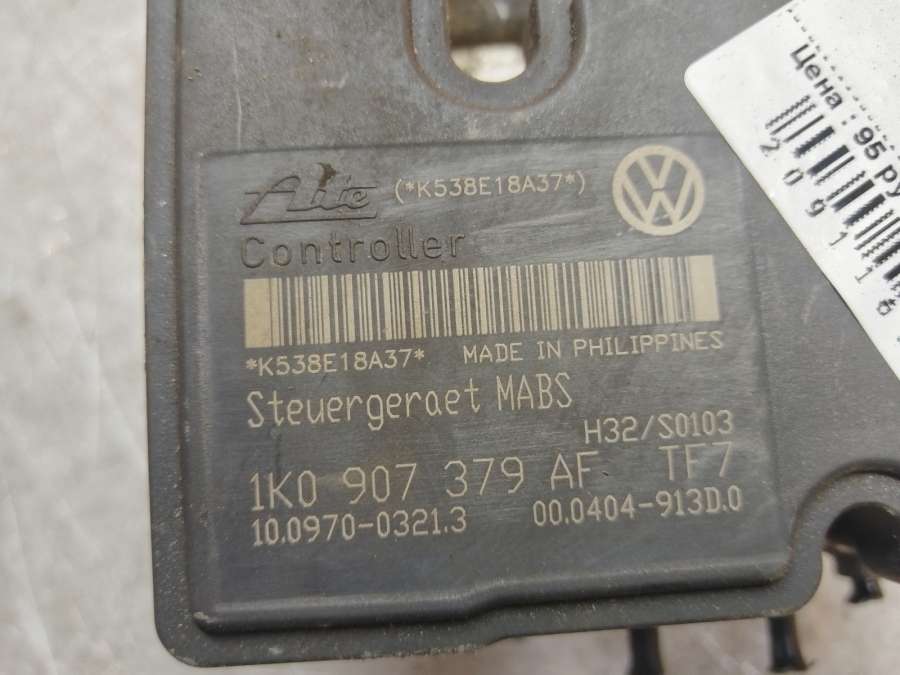 Ate (*K538E18A37*)
Controller
*K538E18A37* MADE IN PHILIPPINES
Steuergeraet MABS
H32/S0103
1K0 907 379 AF TF7
10.0970-0321.3 00.0404-913D.0
Цена : 95 ру
209116